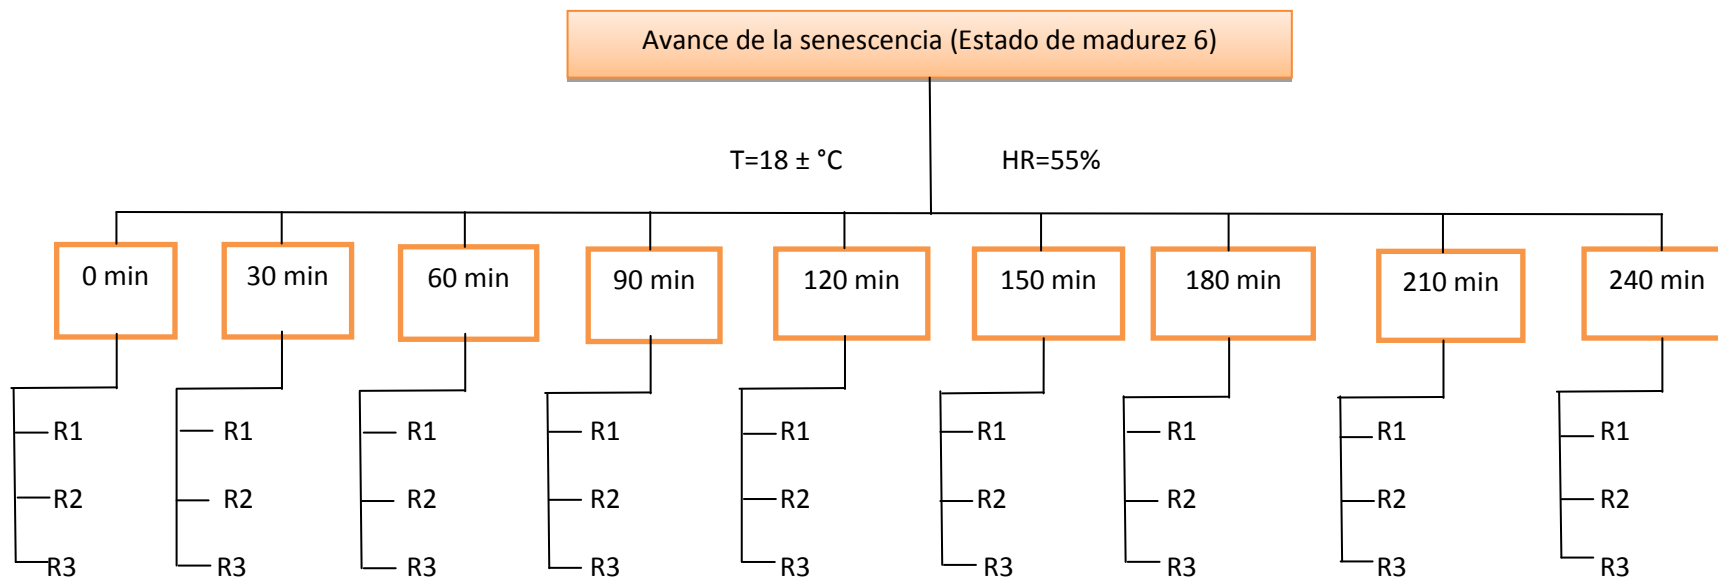 Avance de la senescencia (Estado de madurez 6)
T=18 ± °C HR=55%
0 min 30 min 60 min 90 min 120 min 150 min 180 min 210 min 240 min
R1 R1 R1 R1 R1 R1 R1 R1 R1
R2 R2 R2 R2 R2 R2 R2 R2 R2
R3 R3 R3 R3 R3 R3 R3 R3 R3